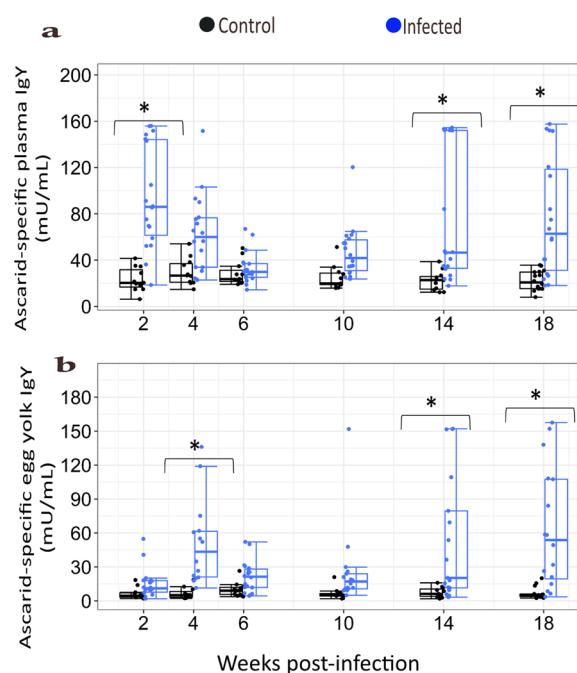 Control Infected
a
Ascarid-specific plasma IgY
(mU/mL)
200
160
120
80
40
0
* * *
2 4 6 10 14 18
b
Ascarid-specific egg yolk IgY
(mU/mL)
180
150
120
90
60
30
0
* * *
2 4 6 10 14 18
Weeks post-infection